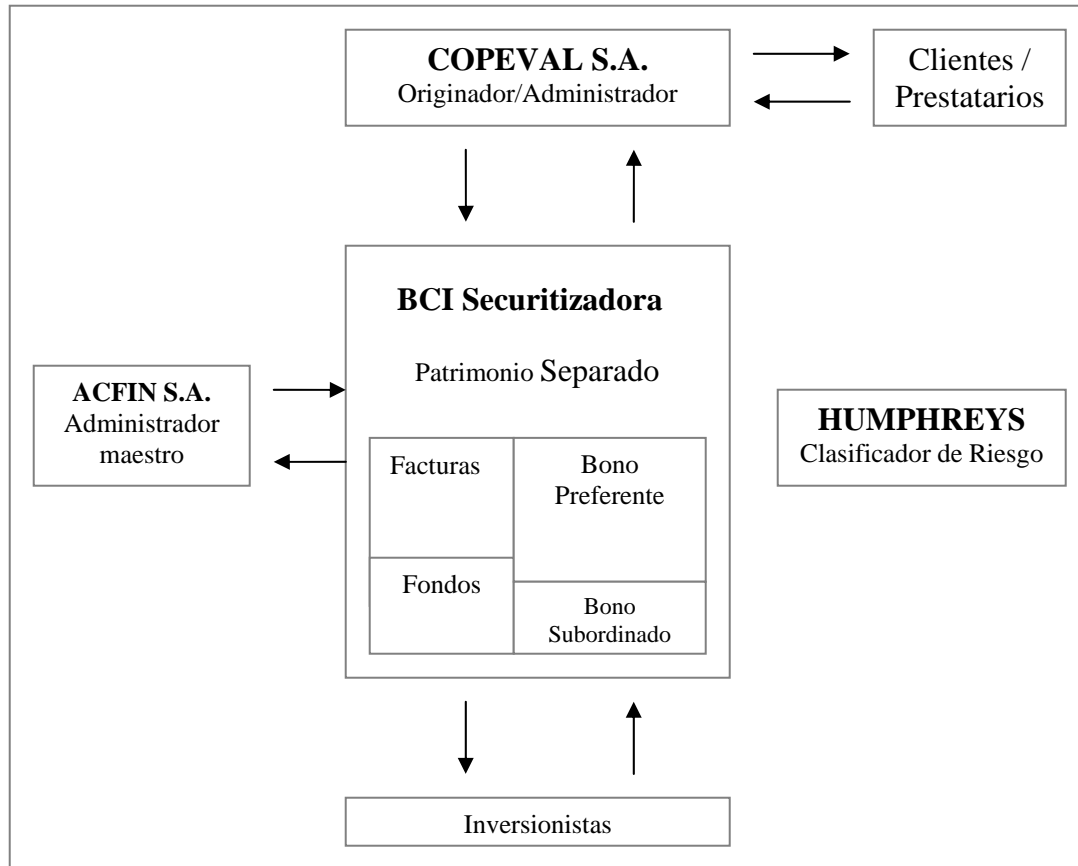 COPEVAL S.A.
Originador/Administrador
Clientes /
Prestatarios
BCI Securitizadora
Patrimonio Separado
ACFIN S.A.
Administrador
maestro
HUMPHREYS
Clasificador de Riesgo
Facturas
Bono
Preferente
Fondos
Bono
Subordinado
Inversionistas